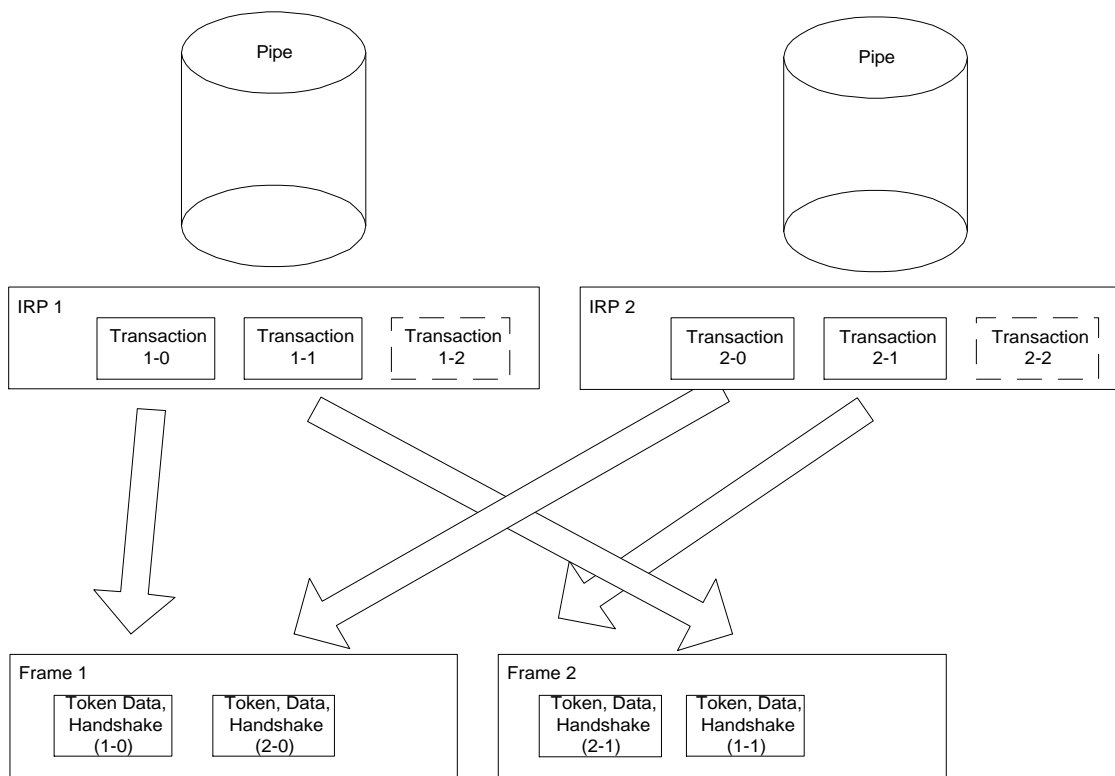 Pipe
Pipe
IRP 1
Transaction
1-0
Transaction
1-1
Transaction
1-2
IRP 2
Transaction
2-0
Transaction
2-1
Transaction
2-2
Frame 1
Token Data,
Handshake
(1-0)
Token, Data,
Handshake
(2-0)
Frame 2
Token, Data,
Handshake
(2-1)
Token, Data,
Handshake
(1-1)